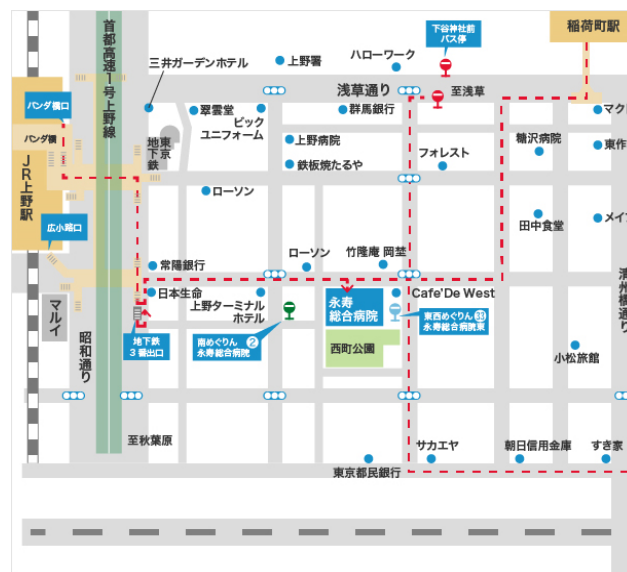 下谷神社前
バス停
稲荷町駅
首都高速1号上野線
三井ガーデンホテル
上野署
ハローワーク
浅草通り
至浅草
パンダ橋口
パンダ橋
JR上野駅
広小路口
翠雲堂
ビック
ユニフォーム
群馬銀行
マク
東京
地下鉄
上野病院
鉄板焼たるや
フォレスト
糖沢病院
東作
ローソン
田中食堂
メイ
常陽銀行
ローソン
竹隆庵 岡埜
清州橋通り
日本生命
上野ターミナル
ホテル
永寿
総合病院
Cafe'De West
マルイ
昭和通り
地下鉄
3番出口
南めぐりん ②
永寿総合病院
東西めぐりん ⑪
永寿総合病院東
西町公園
小松旅館
至秋葉原
サカエヤ
朝日信用金庫
すき家
東京都民銀行